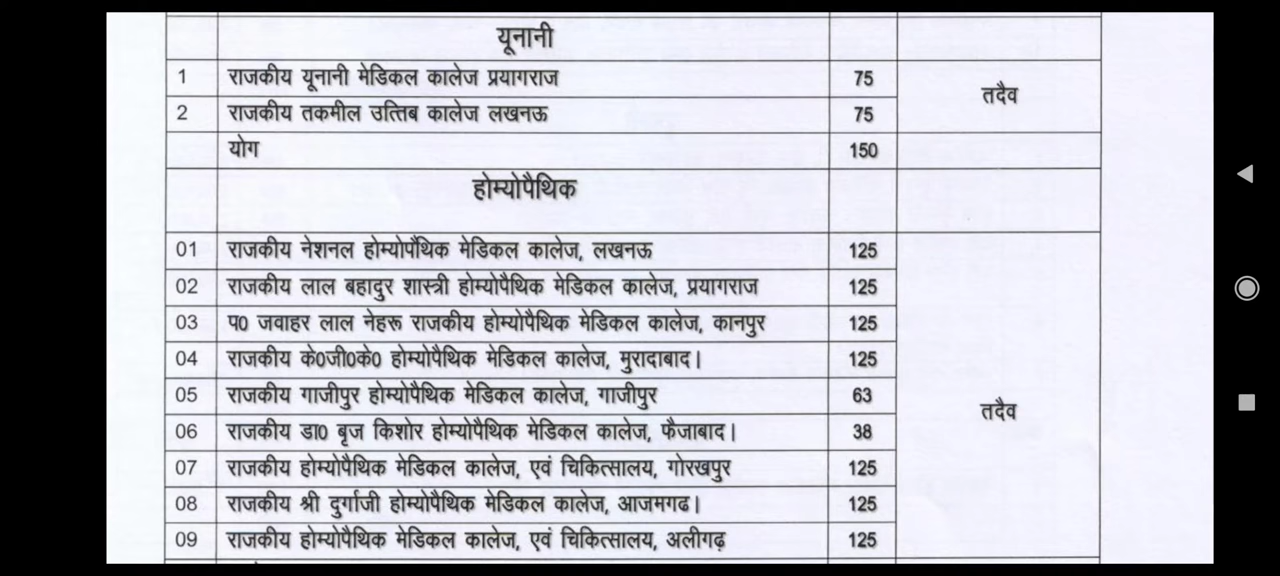 यूनानी
1 राजकीय यूनानी मेडिकल कालेज प्रयागराज 75 तदैव
2 राजकीय तकमील उत्तिब कालेज लखनऊ 75
योग 150
होम्योपैथिक
01 राजकीय नेशनल होम्योपैथिक मेडिकल कालेज, लखनऊ 125
02 राजकीय लाल बहादुर शास्त्री होम्योपैथिक मेडिकल कालेज, प्रयागराज 125
03 प0 जवाहर लाल नेहरू राजकीय होम्योपैथिक मेडिकल कालेज, कानपुर 125
04 राजकीय के0जी0के0 होम्योपैथिक मेडिकल कालेज, मुरादाबाद। 125
05 राजकीय गाजीपुर होम्योपैथिक मेडिकल कालेज, गाजीपुर 63 तदैव
06 राजकीय डा0 बृज किशोर होम्योपैथिक मेडिकल कालेज, फैजाबाद। 38
07 राजकीय होम्योपैथिक मेडिकल कालेज, एवं चिकित्सालय, गोरखपुर 125
08 राजकीय श्री दुर्गाजी होम्योपैथिक मेडिकल कालेज, आजमगढ। 125
09 राजकीय होम्योपैथिक मेडिकल कालेज, एवं चिकित्सालय, अलीगढ़ 125